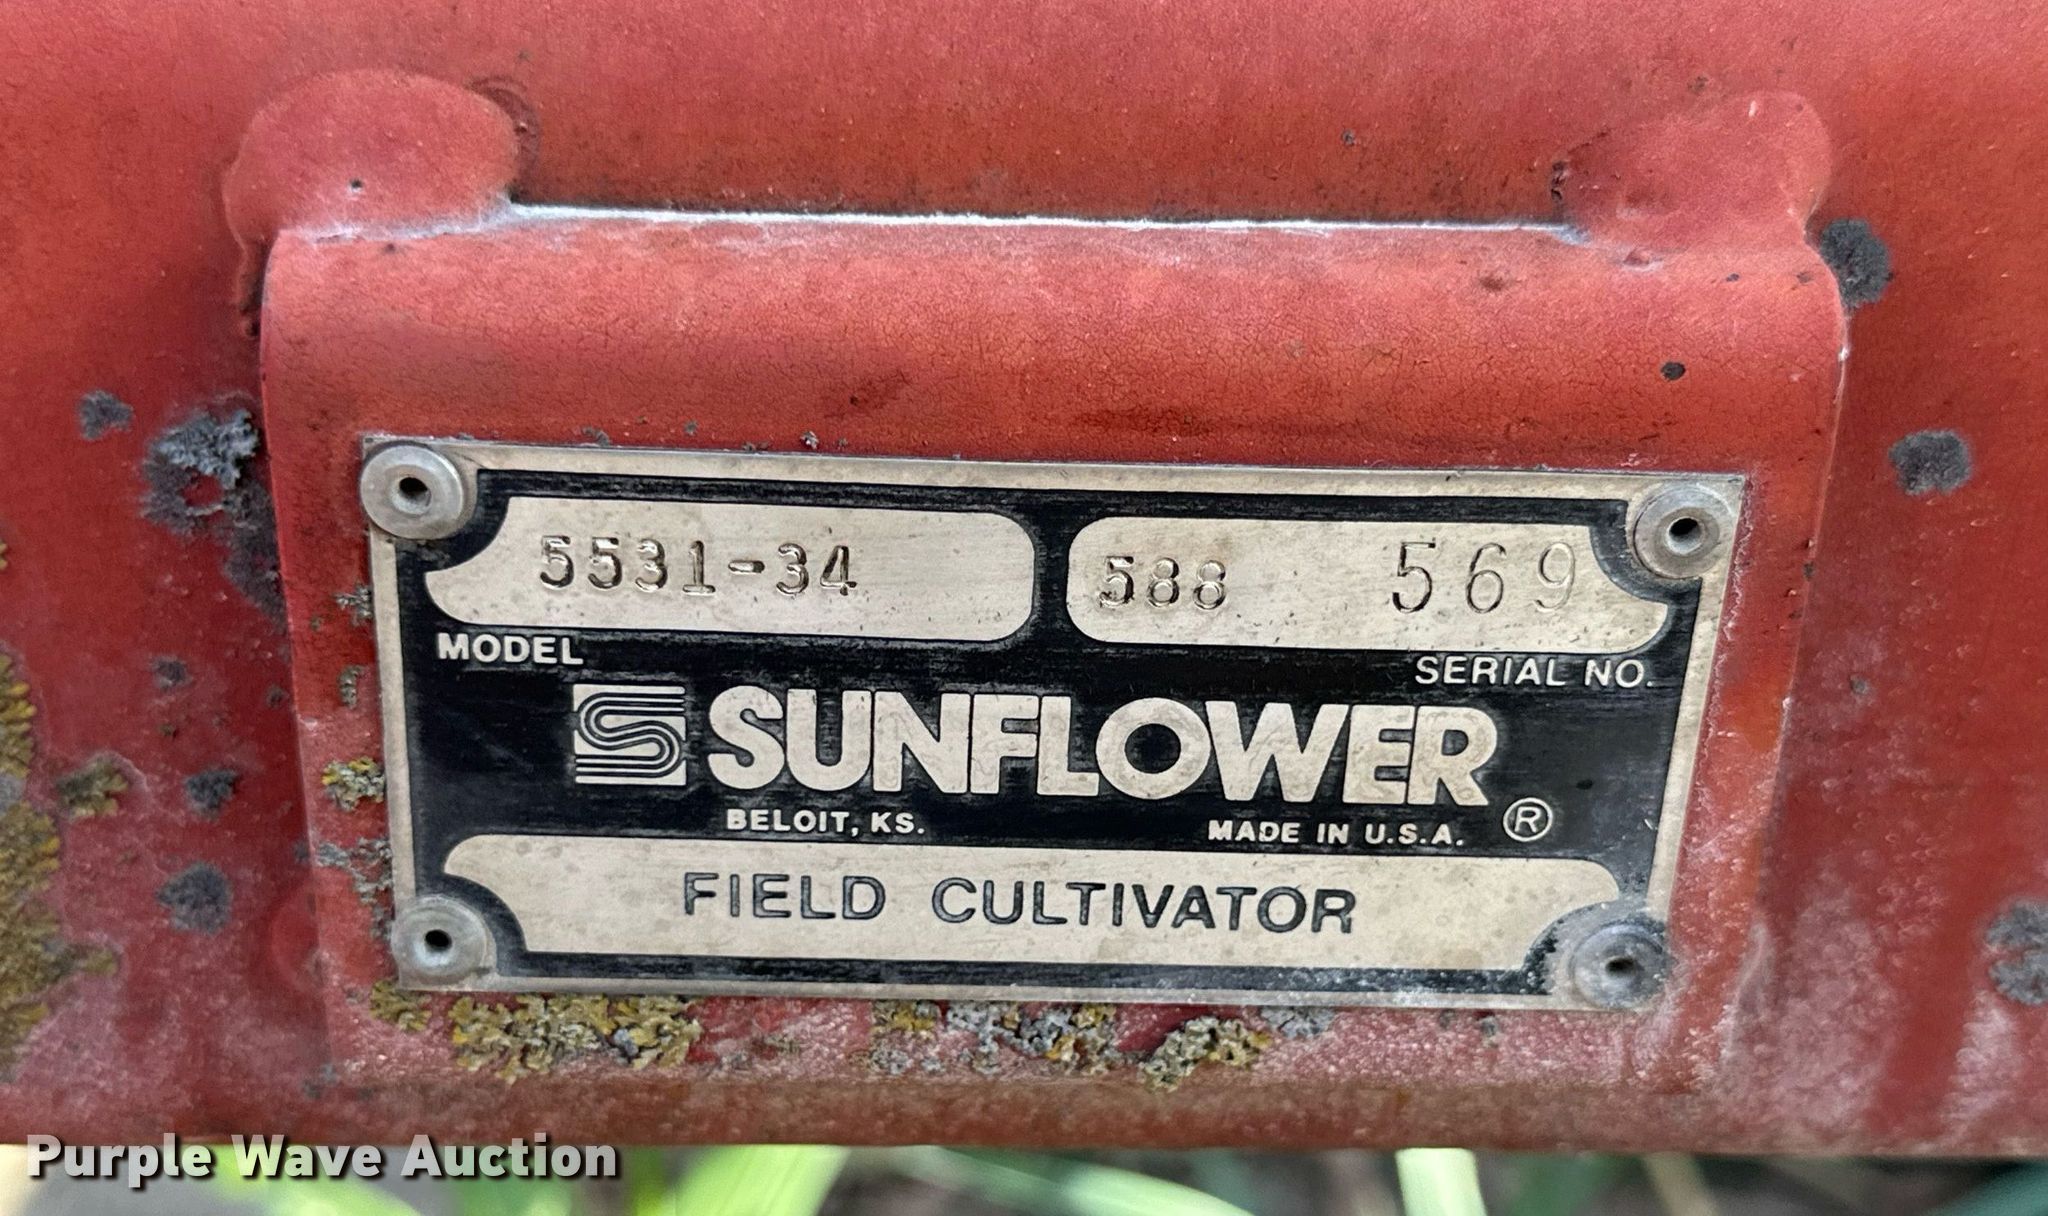 5531-34 588 569
MODEL SERIAL NO.
SUNFLOWER ®
BELOIT, KS. MADE IN U.S.A.
FIELD CULTIVATOR
Purple Wave Auction